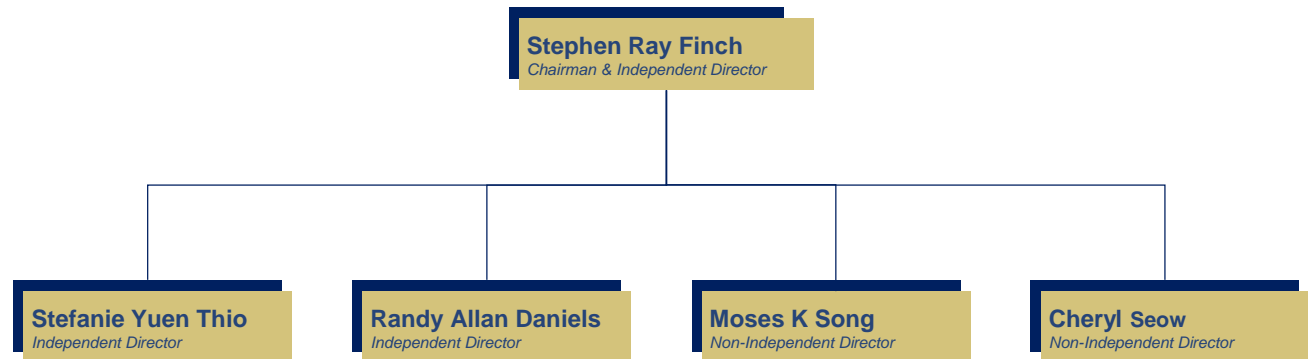 Stephen Ray Finch
Chairman & Independent Director
Stefanie Yuen Thio
Independent Director
Randy Allan Daniels
Independent Director
Moses K Song
Non-Independent Director
Cheryl Seow
Non-Independent Director